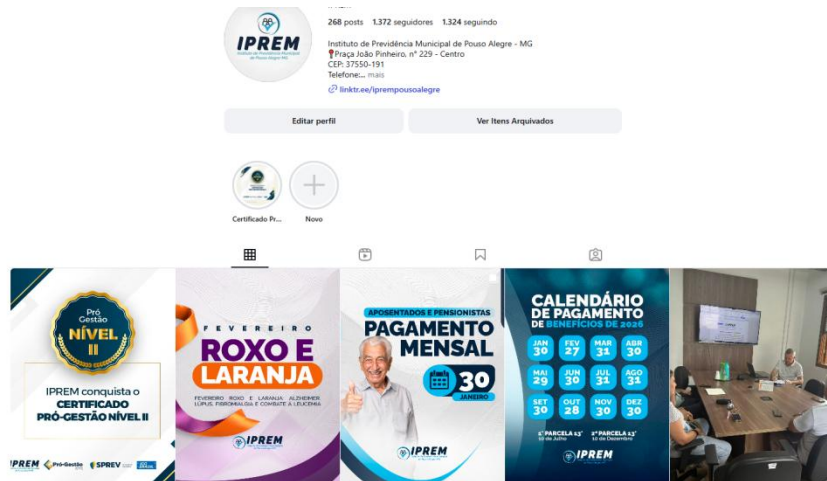 IPREM
Instituto de Previdência Municipal
de Pouso Alegre-MG
268 posts 1.372 seguidores 1.324 seguindo
Instituto de Previdência Municipal de Pouso Alegre - MG
Praça João Pinheiro, n° 229 - Centro
CEP: 37550-191
Telefone:... mais
linktr.ee/iprempousoalegre
Editar perfil
Ver Itens Arquivados
Certificado Pr...
Novo
Pró
Gestão
NÍVEL
II
IPREM conquista o
CERTIFICADO
PRÓ-GESTÃO NÍVEL II
IPREM
Pró-Gestão
SPREV
FEVEREIRO
ROXO E
LARANJA
FEVEREIRO ROXO E LARANJA: ALZHEIMER,
LÚPUS, FIBROMIALGIA E COMBATE À LEUCEMIA
IPREM
APOSENTADOS E PENSIONISTAS
PAGAMENTO
MENSAL
30
JANEIRO
IPREM
CALENDÁRIO
DE PAGAMENTO
DE BENEFÍCIOS DE 2026
JAN FEV MAR ABR
30 27 31 30
MAI JUN JUL AGO
29 30 31 31
SET OUT NOV DEZ
30 28 30 30
1ª PARCELA 13º 2ª PARCELA 13º
10 de Julho 10 de Dezembro
IPREM